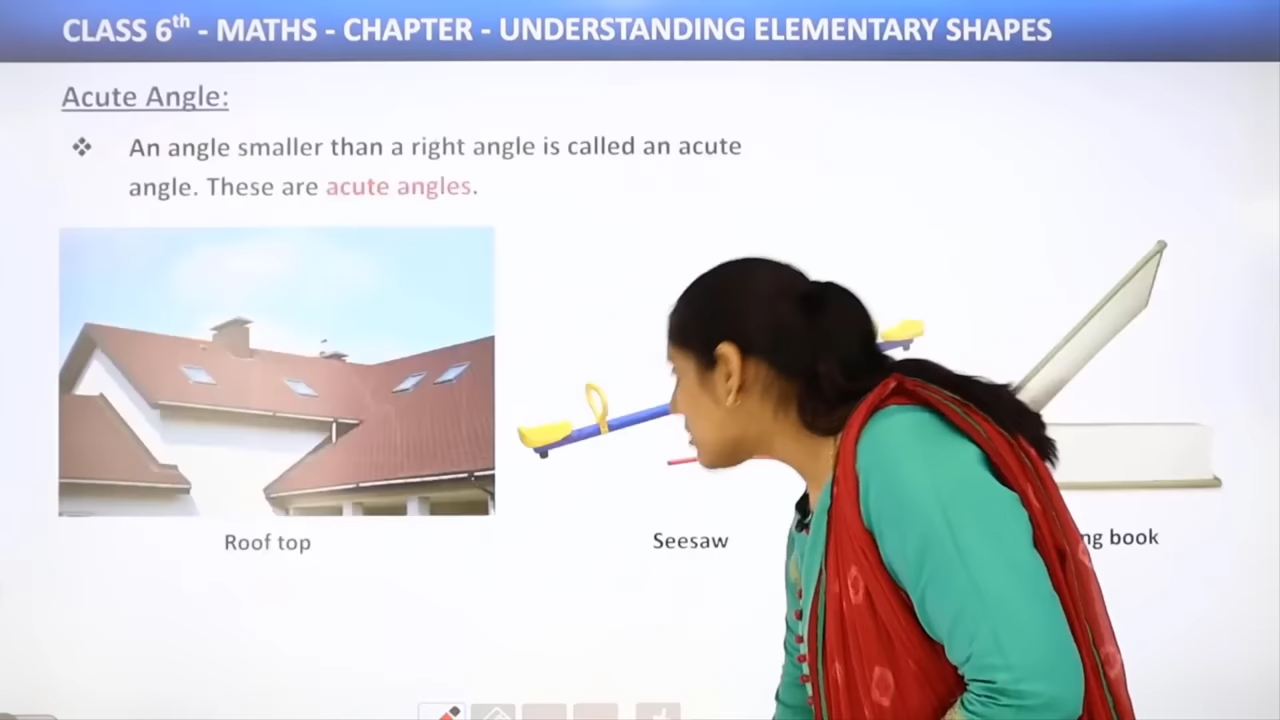 CLASS 6th - MATHS - CHAPTER - UNDERSTANDING ELEMENTARY SHAPES
Acute Angle:
❖ An angle smaller than a right angle is called an acute
angle. These are acute angles.
Roof top
Seesaw
book